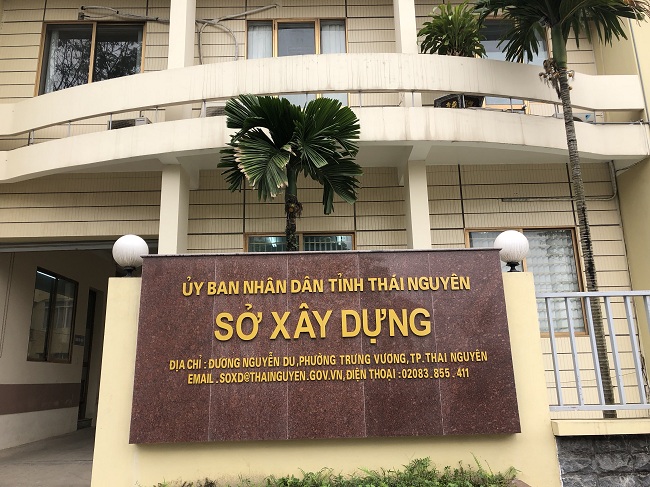 ỦY BAN NHÂN DÂN TỈNH THÁI NGUYÊN
SỞ XÂY DỰNG
ĐỊA CHỈ : ĐƯỜNG NGUYỄN DU,PHƯỜNG TRƯNG VƯƠNG,TP.THÁI NGUYÊN
EMAIL .SOXD@THAINGUYEN.GOV.VN,ĐIỆN THOẠI :02083.855.411